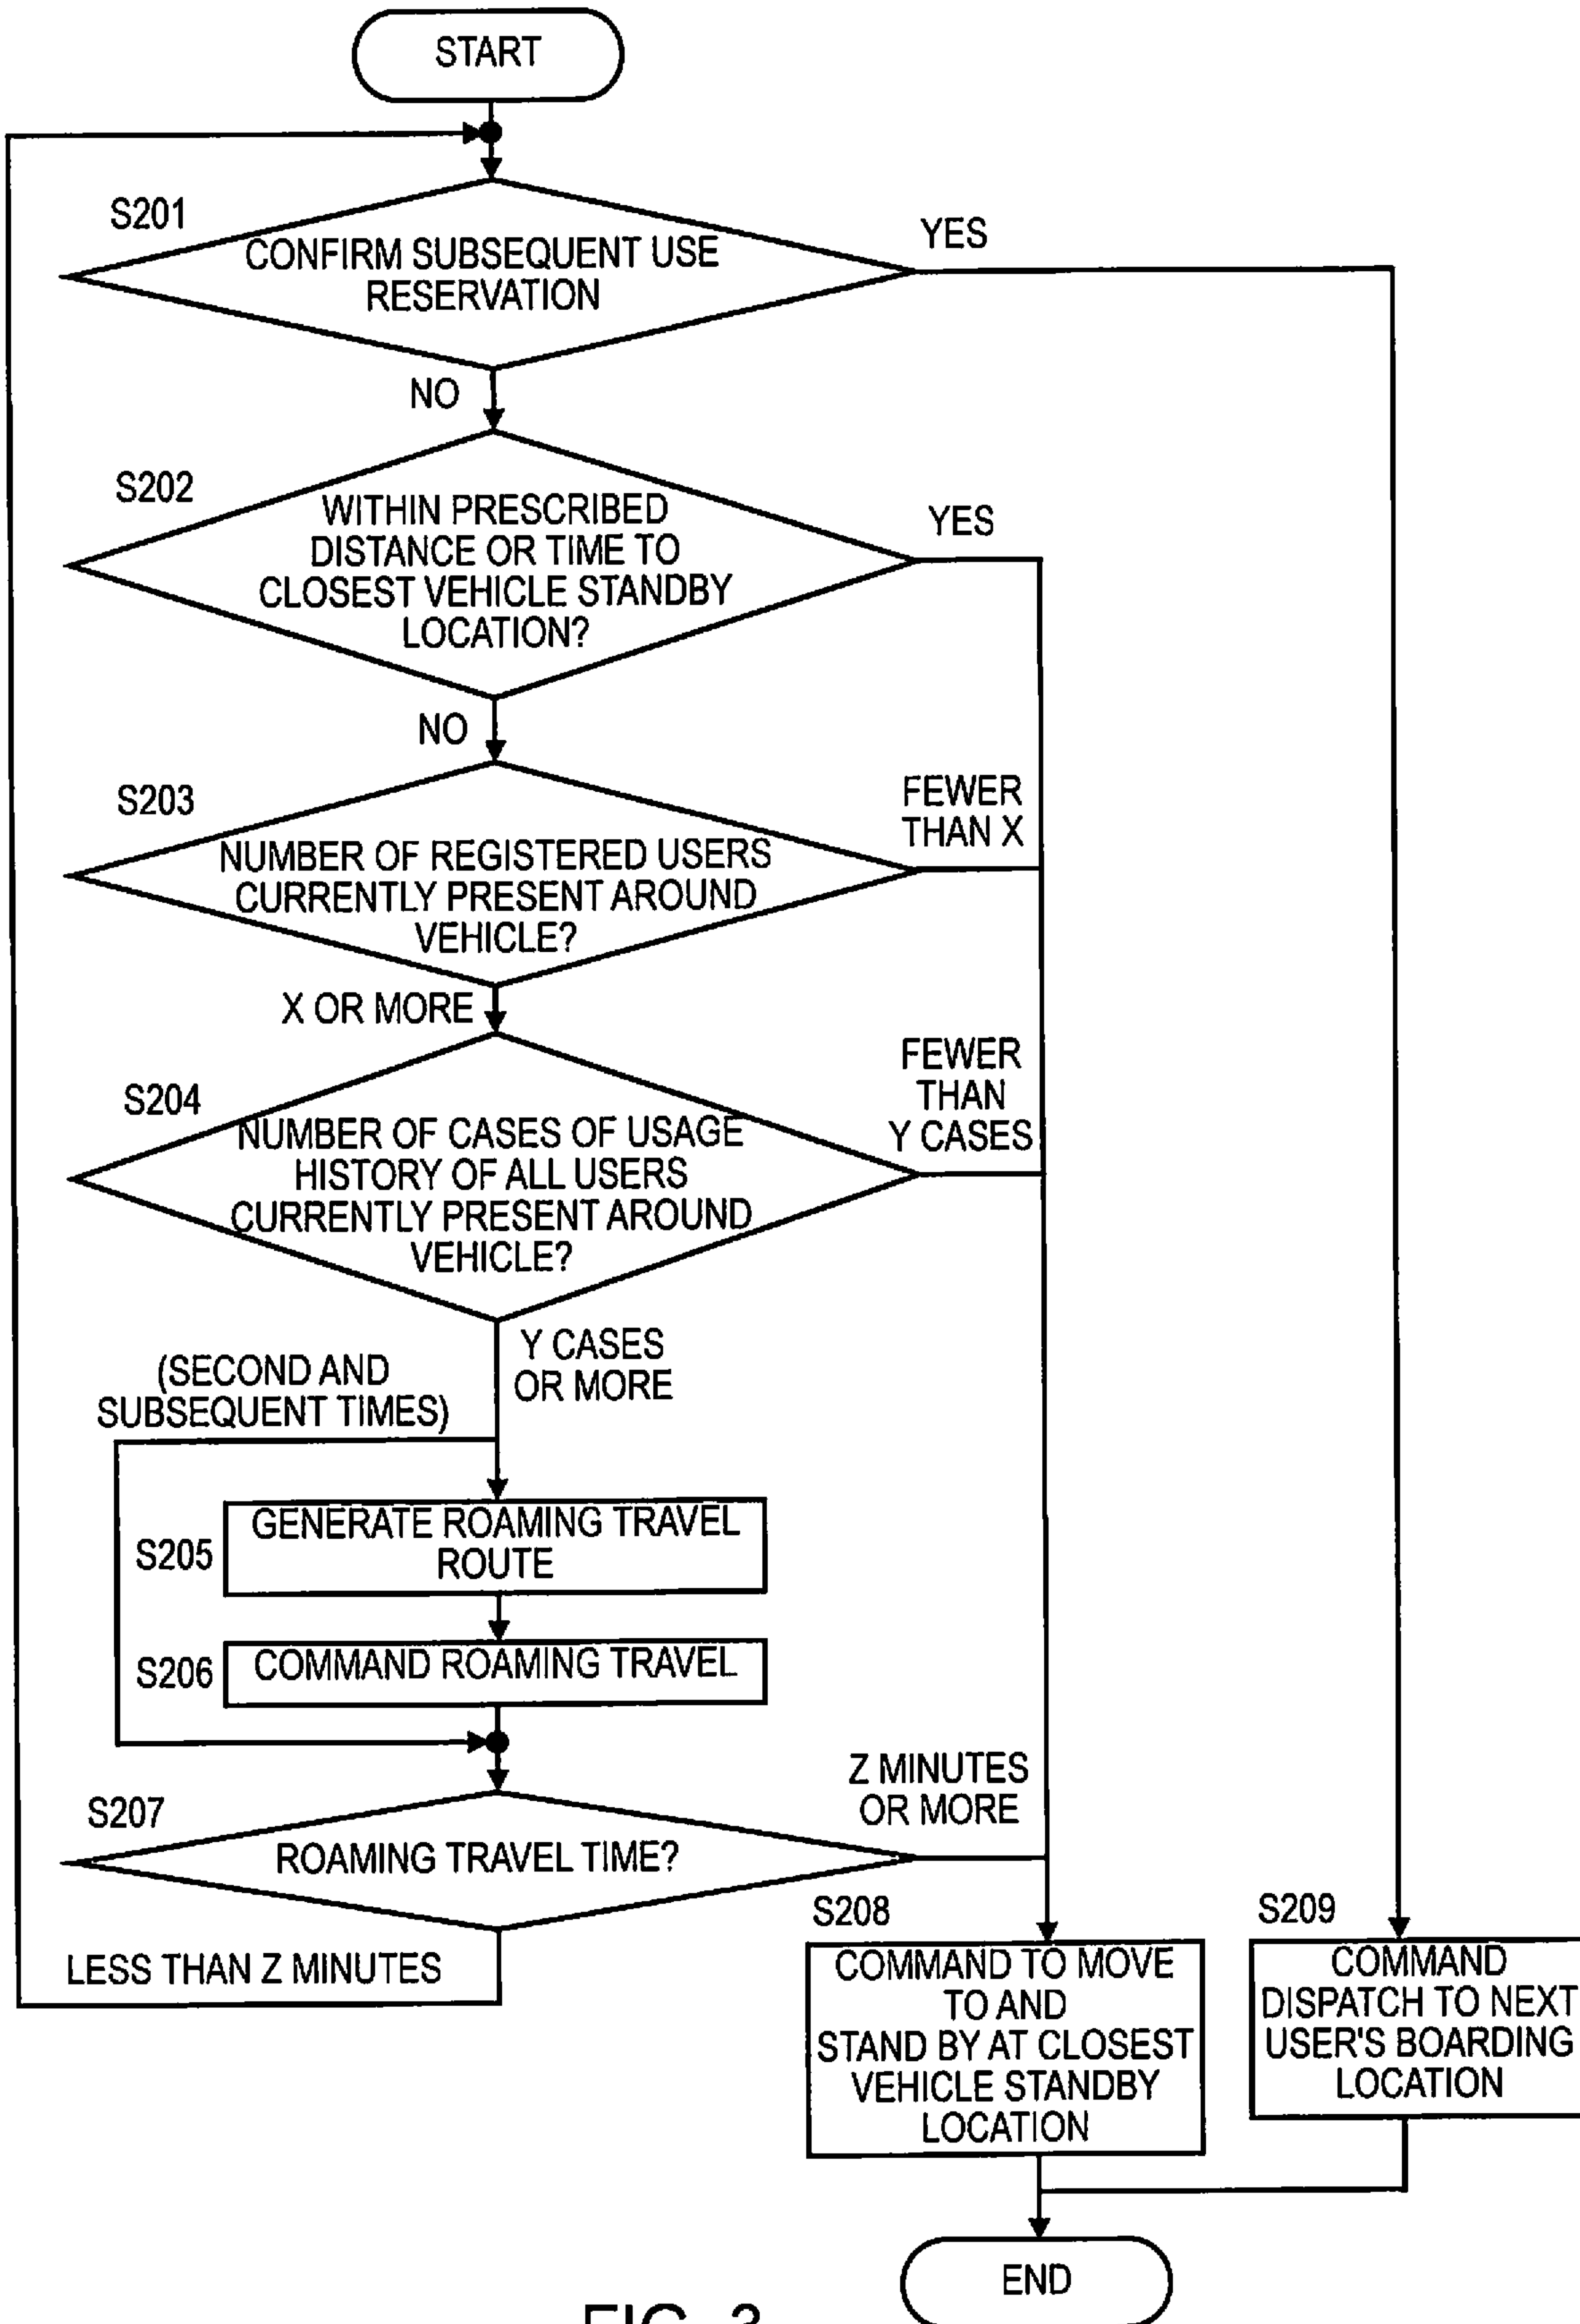 START
S201
CONFIRM SUBSEQUENT USE
RESERVATION
YES
NO
S202
WITHIN PRESCRIBED
DISTANCE OR TIME TO
CLOSEST VEHICLE STANDBY
LOCATION?
YES
NO
S203
NUMBER OF REGISTERED USERS
CURRENTLY PRESENT AROUND
VEHICLE?
FEWER
THAN X
X OR MORE
S204
NUMBER OF CASES OF USAGE
HISTORY OF ALL USERS
CURRENTLY PRESENT AROUND
VEHICLE?
FEWER
THAN
Y CASES
Y CASES
OR MORE
(SECOND AND
SUBSEQUENT TIMES)
S205
GENERATE ROAMING TRAVEL
ROUTE
S206
COMMAND ROAMING TRAVEL
S207
ROAMING TRAVEL TIME?
Z MINUTES
OR MORE
LESS THAN Z MINUTES
S208
COMMAND TO MOVE
TO AND
STAND BY AT CLOSEST
VEHICLE STANDBY
LOCATION
S209
COMMAND
DISPATCH TO NEXT
USER'S BOARDING
LOCATION
END
FIG. 3